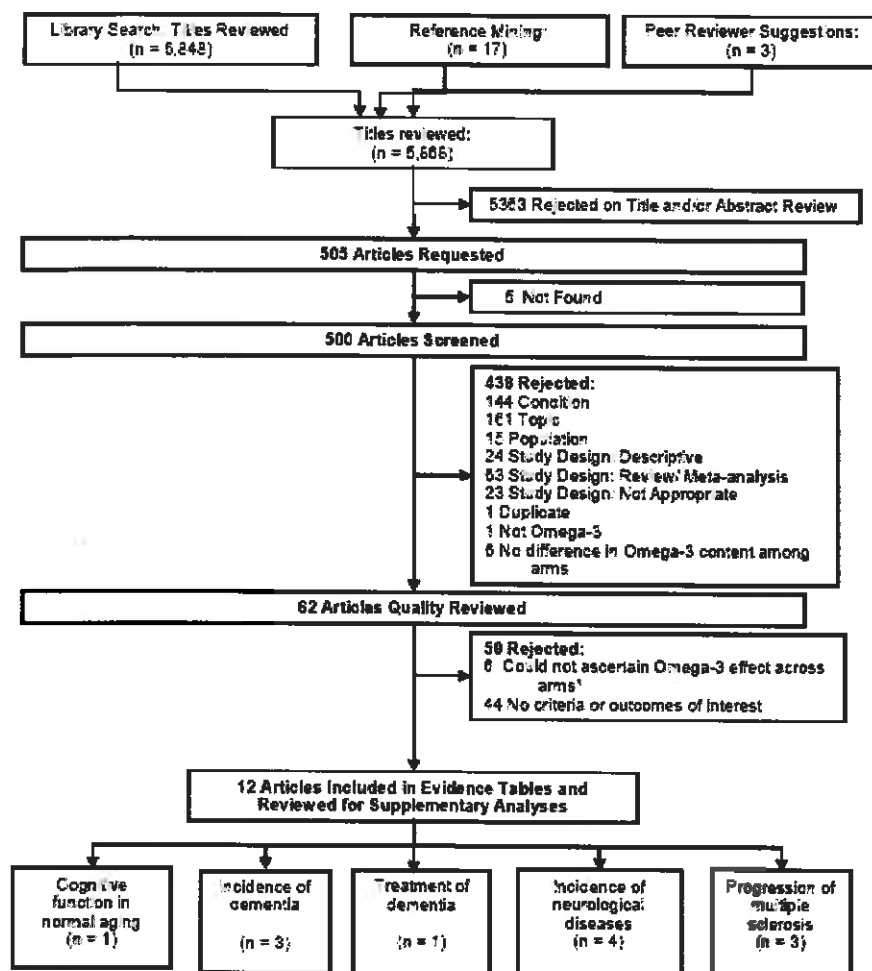 Library Search: Titles Reviewed
(n = 5,848)
Reference Mining:
(n = 17)
Peer Reviewer Suggestions:
(n = 3)
Titles reviewed:
(n = 5,868)
5363 Rejected on Title and/or Abstract Review
505 Articles Requested
5 Not Found
500 Articles Screened
438 Rejected:
144 Condition
161 Topic
15 Population
24 Study Design: Descriptive
63 Study Design: Review/ Meta-analysis
23 Study Design: Not Appropriate
1 Duplicate
1 Not Omega-3
6 No difference in Omega-3 content among
arms
62 Articles Quality Reviewed
50 Rejected:
6 Could not ascertain Omega-3 effect across
arms*
44 No criteria or outcomes of interest
12 Articles Included in Evidence Tables and
Reviewed for Supplementary Analyses
Cognitive
function in
normal aging
(n = 1)
Incidence of
dementia
(n = 3)
Treatment of
dementia
(n = 1)
Incidence of
neurological
diseases
(n = 4)
Progression of
multiple
sclerosis
(n = 3)